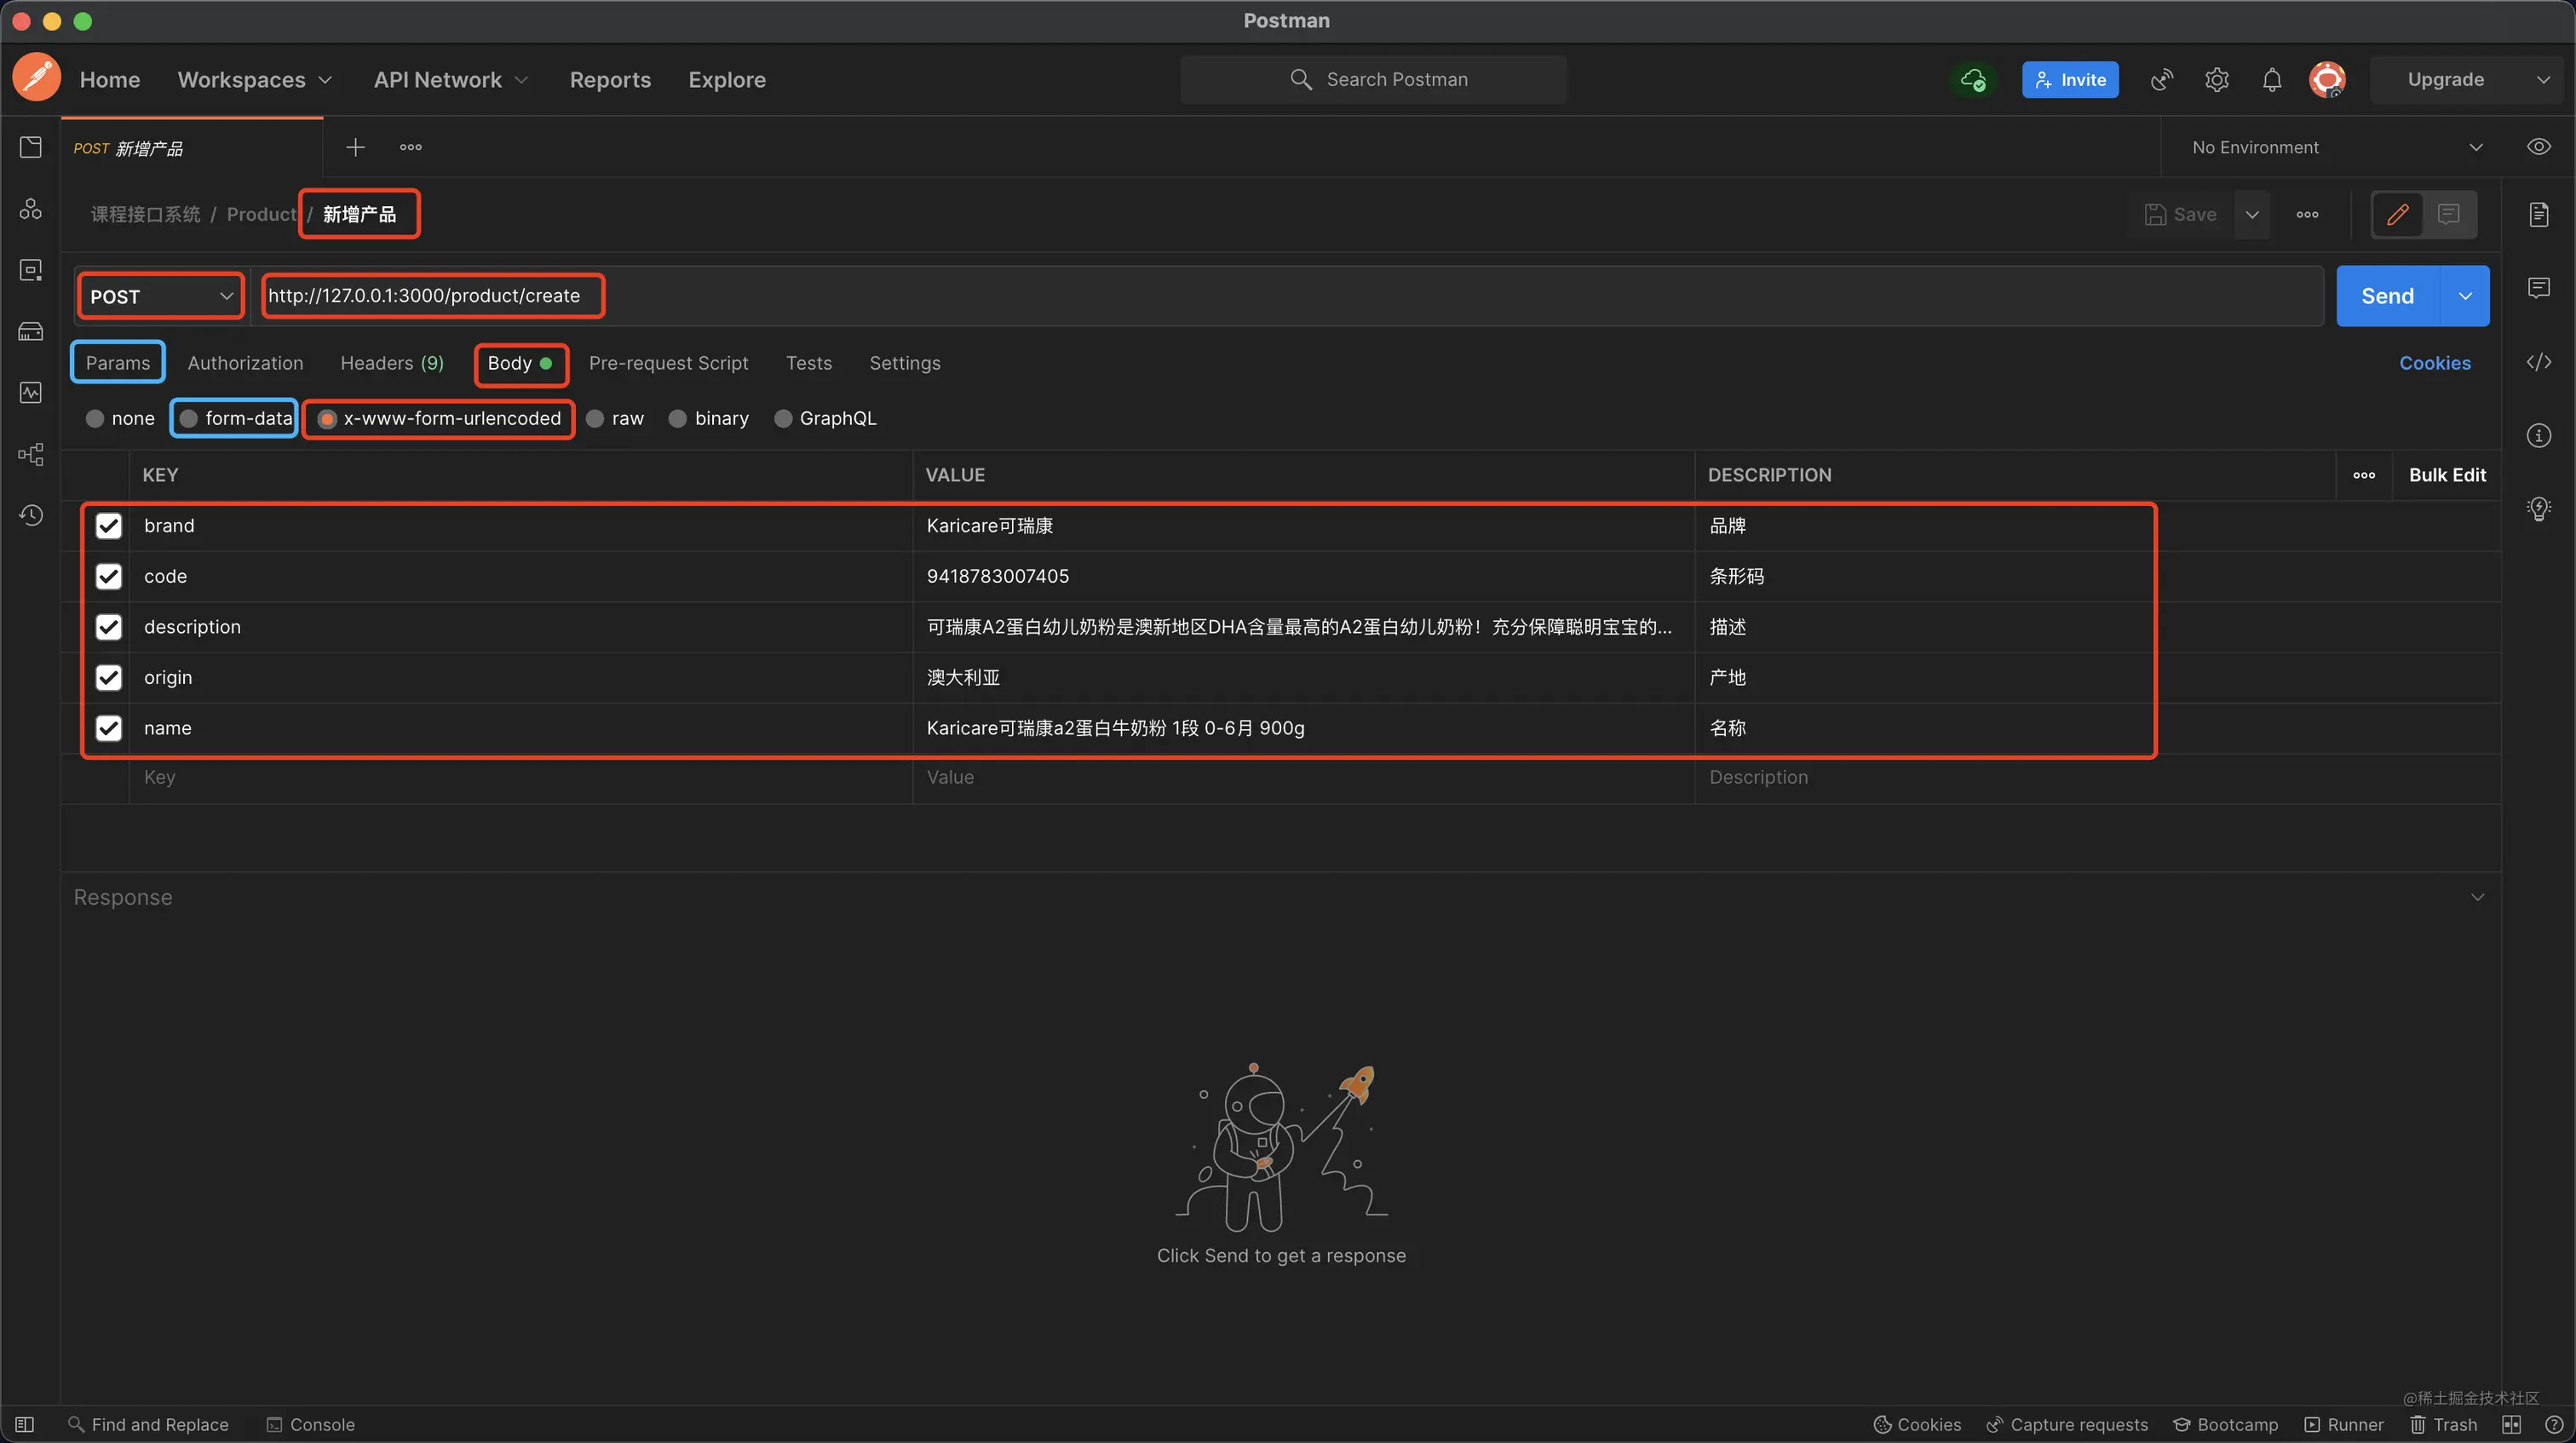 Postman
Home Workspaces API Network Reports Explore Search Postman Invite Upgrade
POST 新增产品 No Environment
课程接口系统 / Product / 新增产品 Save
POST http://127.0.0.1:3000/product/create Send
Params Authorization Headers (9) Body Pre-request Script Tests Settings Cookies
none form-data x-www-form-urlencoded raw binary GraphQL
KEY VALUE DESCRIPTION Bulk Edit
brand Karicare可瑞康 品牌
code 9418783007405 条形码
description 可瑞康A2蛋白幼儿奶粉是澳新地区DHA含量最高的A2蛋白幼儿奶粉！充分保障聪明宝宝的... 描述
origin 澳大利亚 产地
name Karicare可瑞康a2蛋白牛奶粉 1段 0-6月 900g 名称
Key Value Description
Response
Click Send to get a response
@稀土掘金技术社区
Find and Replace Console Cookies Capture requests Bootcamp Runner Trash